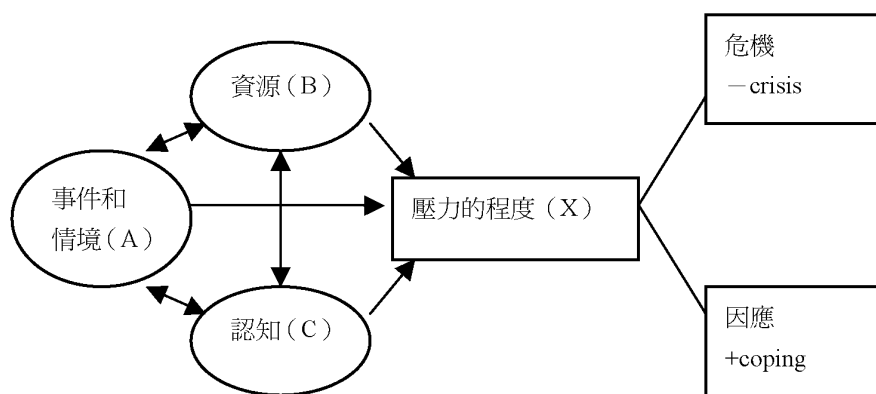 危機
－crisis
資源（B）
事件和
情境（A）
壓力的程度（X）
認知（C）
因應
+coping